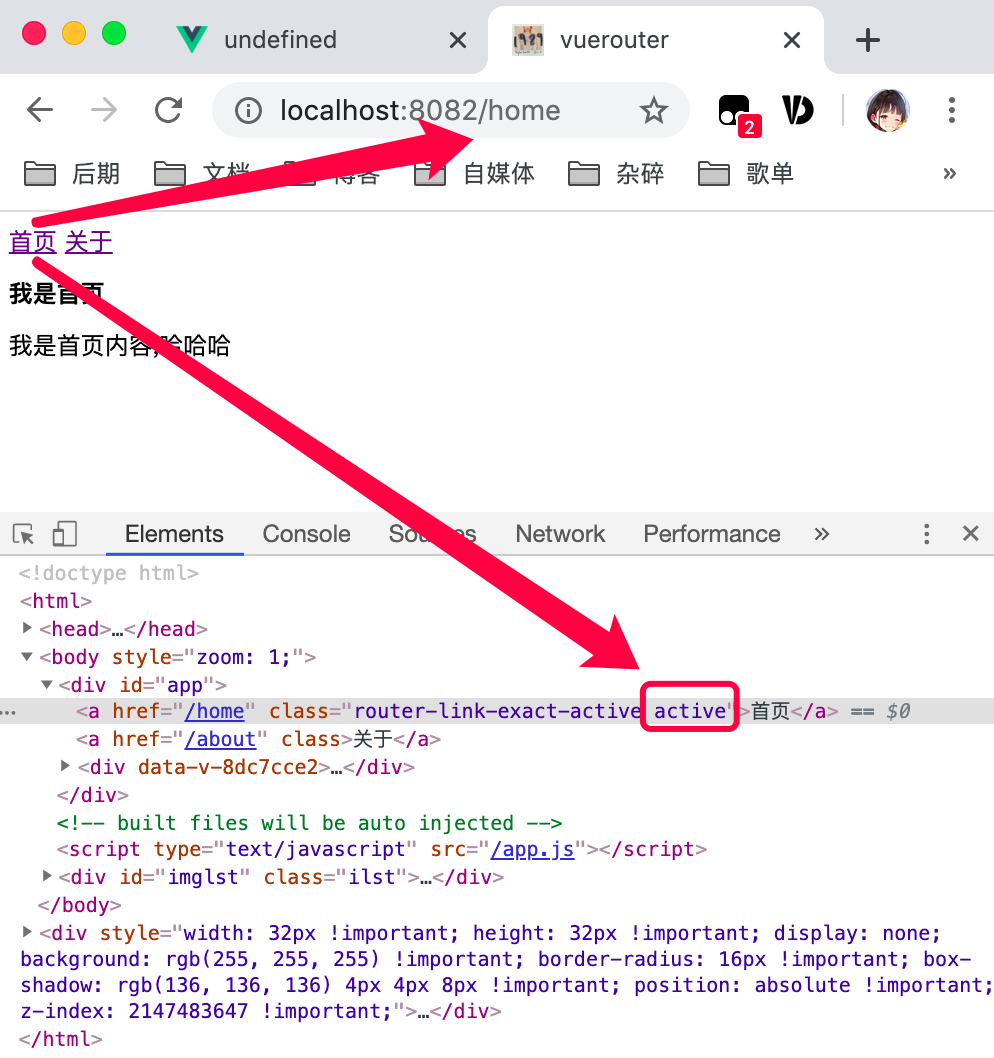 undefined
vuerouter
localhost:8082/home
2
后期 文档 博客 自媒体 杂碎 歌单 »
首页 关于
我是首页
我是首页内容,哈哈哈
Elements Console Sources Network Performance »
<!doctype html>
<html>
<head>…</head>
<body style="zoom: 1;">
<div id="app">
… <a href="/home" class="router-link-exact-active active">首页</a> == $0
<a href="/about" class>关于</a>
<div data-v-8dc7cce2>…</div>
</div>
<!-- built files will be auto injected -->
<script type="text/javascript" src="/app.js"></script>
<div id="imglst" class="ilst">…</div>
</body>
<div style="width: 32px !important; height: 32px !important; display: none;
background: rgb(255, 255, 255) !important; border-radius: 16px !important; box-
shadow: rgb(136, 136, 136) 4px 4px 8px !important; position: absolute !important;
z-index: 2147483647 !important;">…</div>
</html>